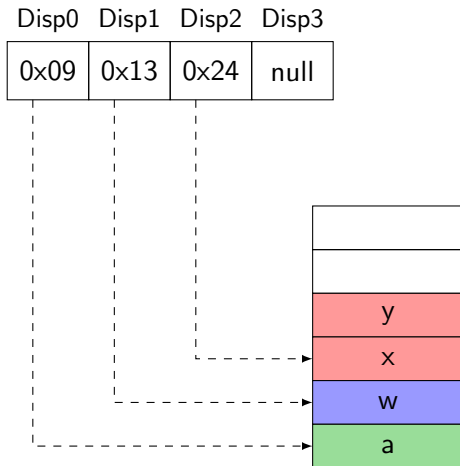 Disp0 Disp1 Disp2 Disp3
0x09 0x13 0x24 null
y
x
w
a